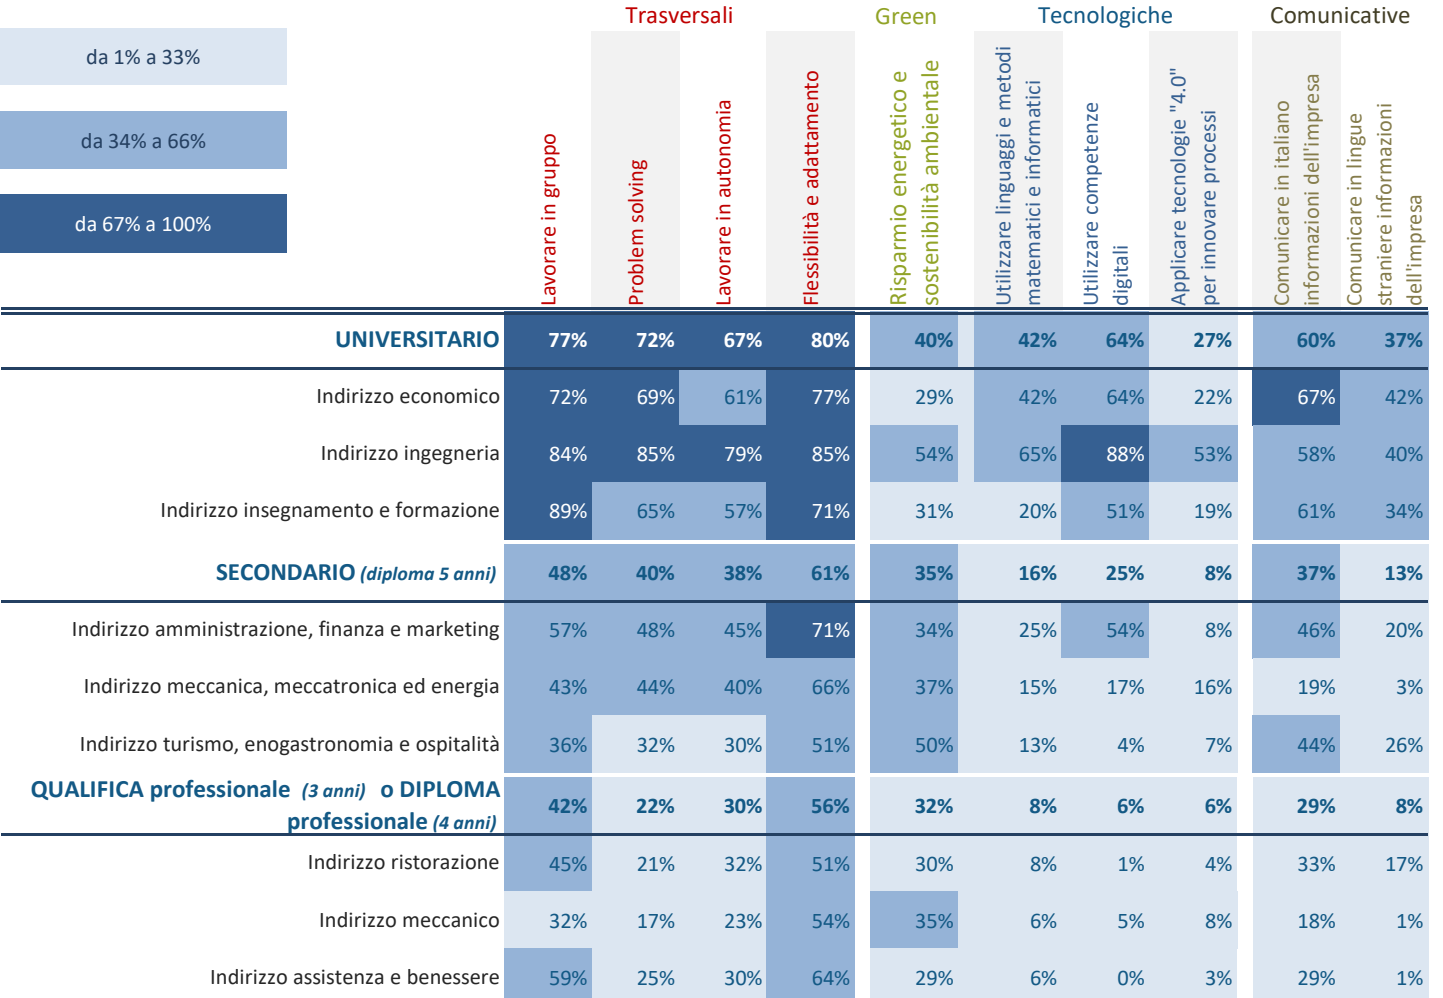 Trasversali Green Tecnologiche Comunicative
da 1% a 33%
da 34% a 66%
da 67% a 100%
Lavorare in gruppo
Problem solving
Lavorare in autonomia
Flessibilità e adattamento
Risparmio energetico e
sostenibilità ambientale
Utilizzare linguaggi e metodi
matematici e informatici
Utilizzare competenze
digitali
Applicare tecnologie "4.0"
per innovare processi
Comunicare in italiano
informazioni dell'impresa
Comunicare in lingue
straniere informazioni
dell'impresa
UNIVERSITARIO 77% 72% 67% 80% 40% 42% 64% 27% 60% 37%
Indirizzo economico 72% 69% 61% 77% 29% 42% 64% 22% 67% 42%
Indirizzo ingegneria 84% 85% 79% 85% 54% 65% 88% 53% 58% 40%
Indirizzo insegnamento e formazione 89% 65% 57% 71% 31% 20% 51% 19% 61% 34%
SECONDARIO (diploma 5 anni) 48% 40% 38% 61% 35% 16% 25% 8% 37% 13%
Indirizzo amministrazione, finanza e marketing 57% 48% 45% 71% 34% 25% 54% 8% 46% 20%
Indirizzo meccanica, meccatronica ed energia 43% 44% 40% 66% 37% 15% 17% 16% 19% 3%
Indirizzo turismo, enogastronomia e ospitalità 36% 32% 30% 51% 50% 13% 4% 7% 44% 26%
QUALIFICA professionale (3 anni) o DIPLOMA
professionale (4 anni) 42% 22% 30% 56% 32% 8% 6% 6% 29% 8%
Indirizzo ristorazione 45% 21% 32% 51% 30% 8% 1% 4% 33% 17%
Indirizzo meccanico 32% 17% 23% 54% 35% 6% 5% 8% 18% 1%
Indirizzo assistenza e benessere 59% 25% 30% 64% 29% 6% 0% 3% 29% 1%